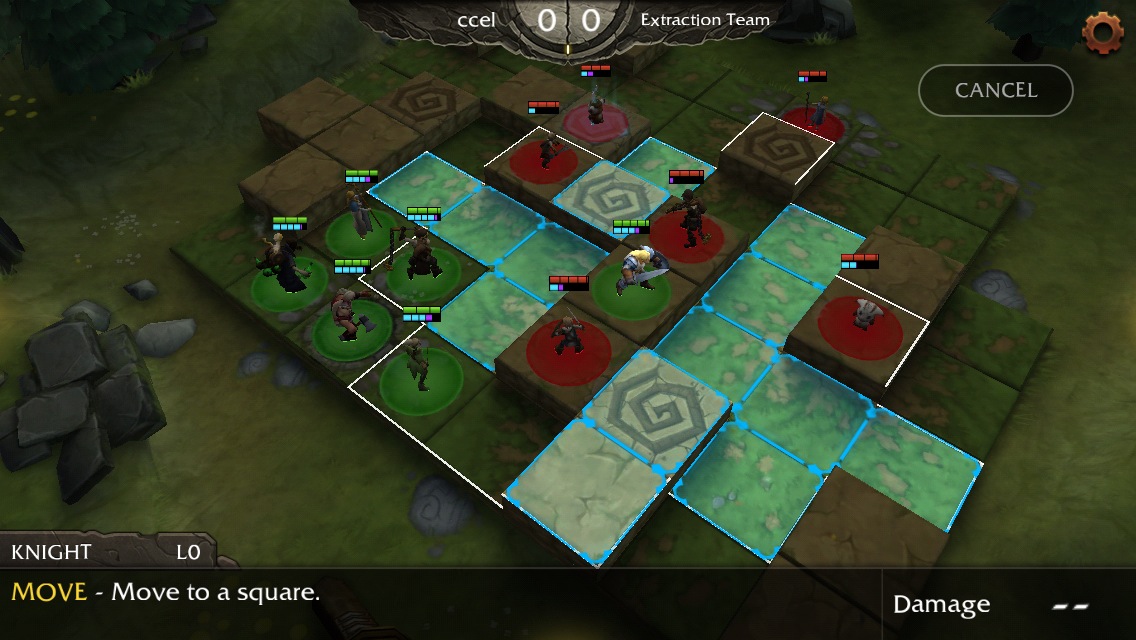 ccel 0 0 Extraction Team
CANCEL
KNIGHT L0
MOVE - Move to a square.
Damage --